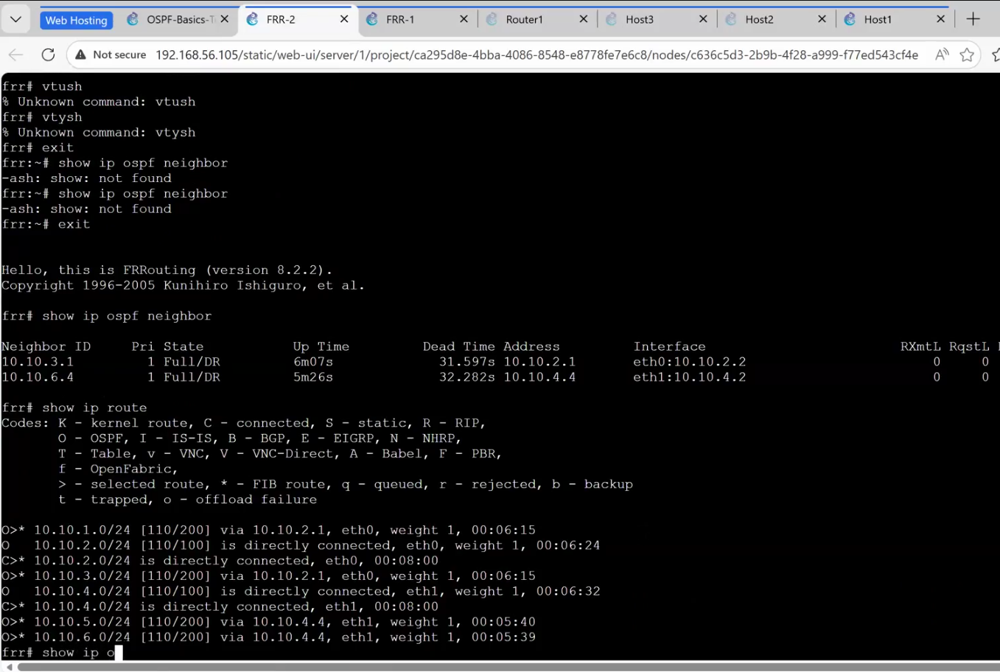 Web Hosting OSPF-Basics-T FRR-2 FRR-1 Router1 Host3 Host2 Host1
Not secure 192.168.56.105/static/web-ui/server/1/project/ca295d8e-4bba-4086-8548-e8778fe7e6c8/nodes/c636c5d3-2b9b-4f28-a999-f77ed543cf4e
frr# vtush
% Unknown command: vtush
frr# vtysh
% Unknown command: vtysh
frr# exit
frr:~# show ip ospf neighbor
-ash: show: not found
frr:~# show ip ospf neighbor
-ash: show: not found
frr:~# exit
Hello, this is FRRouting (version 8.2.2).
Copyright 1996-2005 Kunihiro Ishiguro, et al.
frr# show ip ospf neighbor
Neighbor ID Pri State Up Time Dead Time Address Interface RXmtL RqstL
10.10.3.1 1 Full/DR 6m07s 31.597s 10.10.2.1 eth0:10.10.2.2 0 0
10.10.6.4 1 Full/DR 5m26s 32.282s 10.10.4.4 eth1:10.10.4.2 0 0
frr# show ip route
Codes: K - kernel route, C - connected, S - static, R - RIP,
O - OSPF, I - IS-IS, B - BGP, E - EIGRP, N - NHRP,
T - Table, v - VNC, V - VNC-Direct, A - Babel, F - PBR,
f - OpenFabric,
> - selected route, * - FIB route, q - queued, r - rejected, b - backup
t - trapped, o - offload failure
O>* 10.10.1.0/24 [110/200] via 10.10.2.1, eth0, weight 1, 00:06:15
O 10.10.2.0/24 [110/100] is directly connected, eth0, weight 1, 00:06:24
C>* 10.10.2.0/24 is directly connected, eth0, 00:08:00
O>* 10.10.3.0/24 [110/200] via 10.10.2.1, eth0, weight 1, 00:06:15
O 10.10.4.0/24 [110/100] is directly connected, eth1, weight 1, 00:06:32
C>* 10.10.4.0/24 is directly connected, eth1, 00:08:00
O>* 10.10.5.0/24 [110/200] via 10.10.4.4, eth1, weight 1, 00:05:40
O>* 10.10.6.0/24 [110/200] via 10.10.4.4, eth1, weight 1, 00:05:39
frr# show ip o